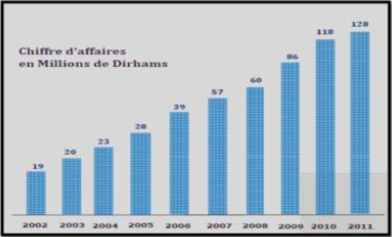 Chiffre d'affaires
en Millions de Dirhams
19 20 23 28 39 57 60 86 118 128
2002 2003 2004 2005 2006 2007 2008 2009 2010 2011